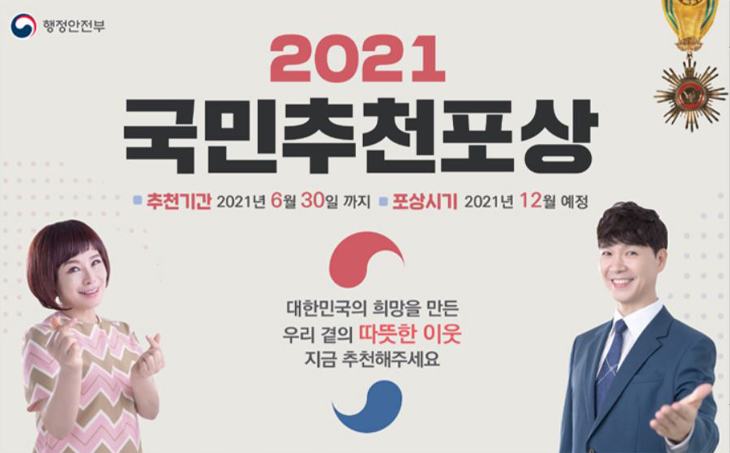 행정안전부
2021
국민추천포상
추천기간 2021년 6월 30일 까지 포상시기 2021년 12월 예정
대한민국의 희망을 만든
우리 곁의 따뜻한 이웃
지금 추천해주세요